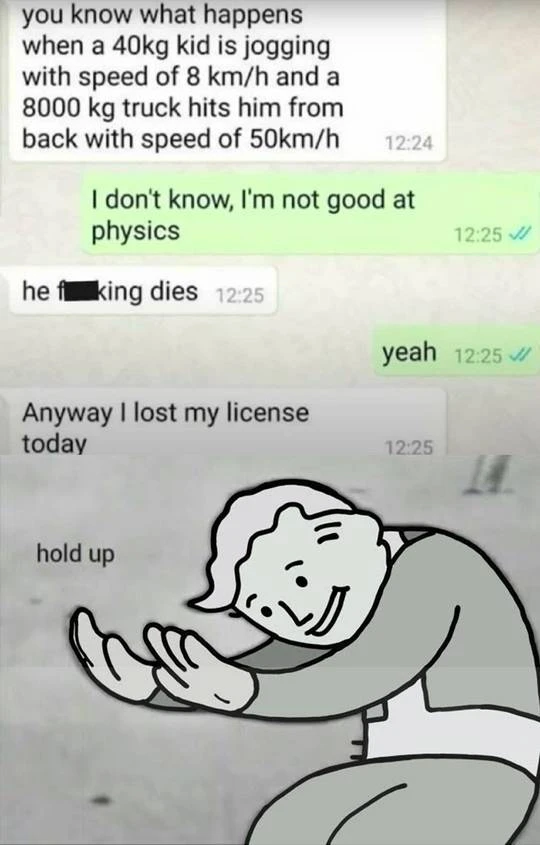 you know what happens
when a 40kg kid is jogging
with speed of 8 km/h and a
8000 kg truck hits him from
back with speed of 50km/h 12:24
I don't know, I'm not good at
physics 12:25
he f king dies 12:25
yeah 12:25
Anyway I lost my license
today 12:25
hold up